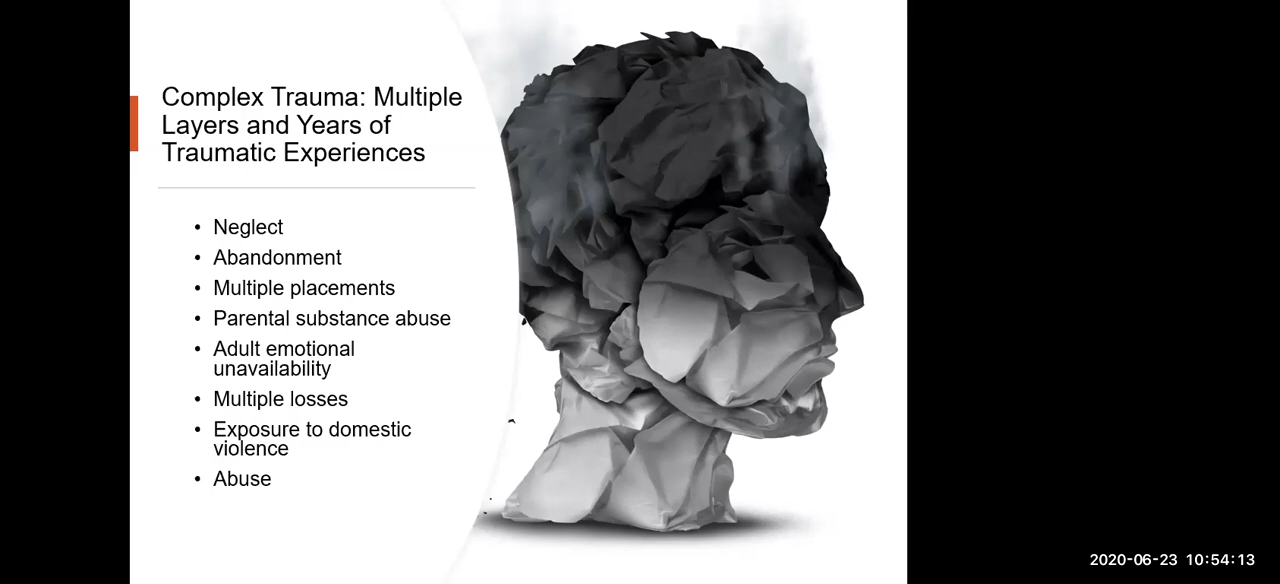 Complex Trauma: Multiple
Layers and Years of
Traumatic Experiences
• Neglect
• Abandonment
• Multiple placements
• Parental substance abuse
• Adult emotional
unavailability
• Multiple losses
• Exposure to domestic
violence
• Abuse
2020-06-23 10:54:13